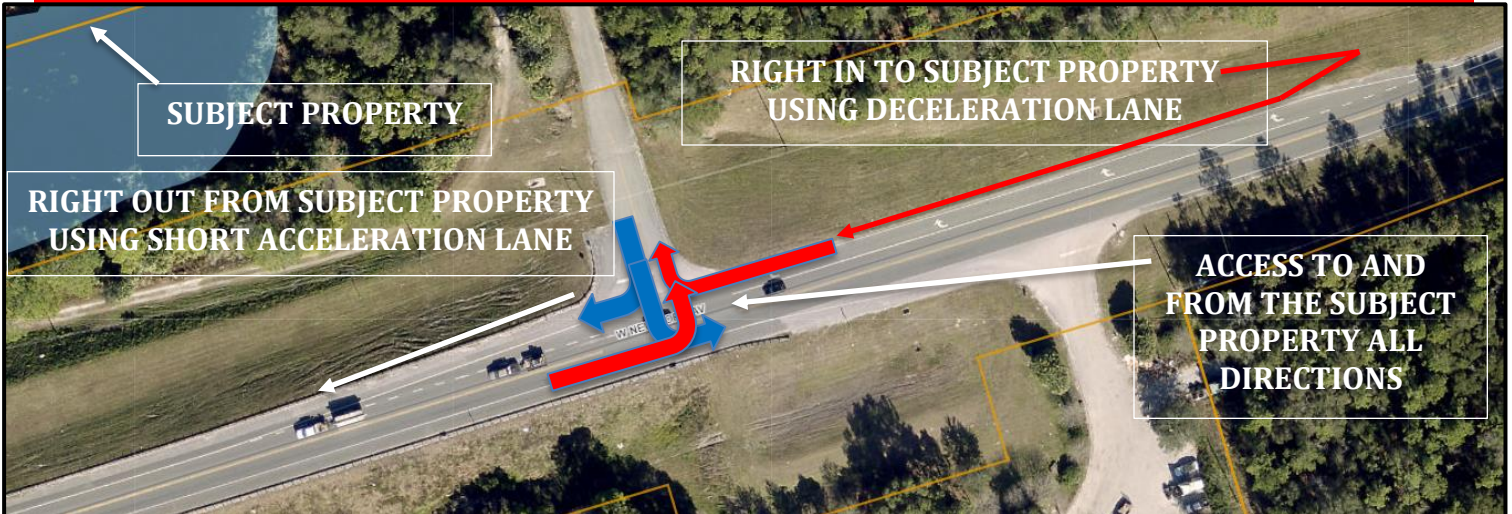 SUBJECT PROPERTY
RIGHT IN TO SUBJECT PROPERTY
USING DECELERATION LANE
RIGHT OUT FROM SUBJECT PROPERTY
USING SHORT ACCELERATION LANE
ACCESS TO AND
FROM THE SUBJECT
PROPERTY ALL
DIRECTIONS